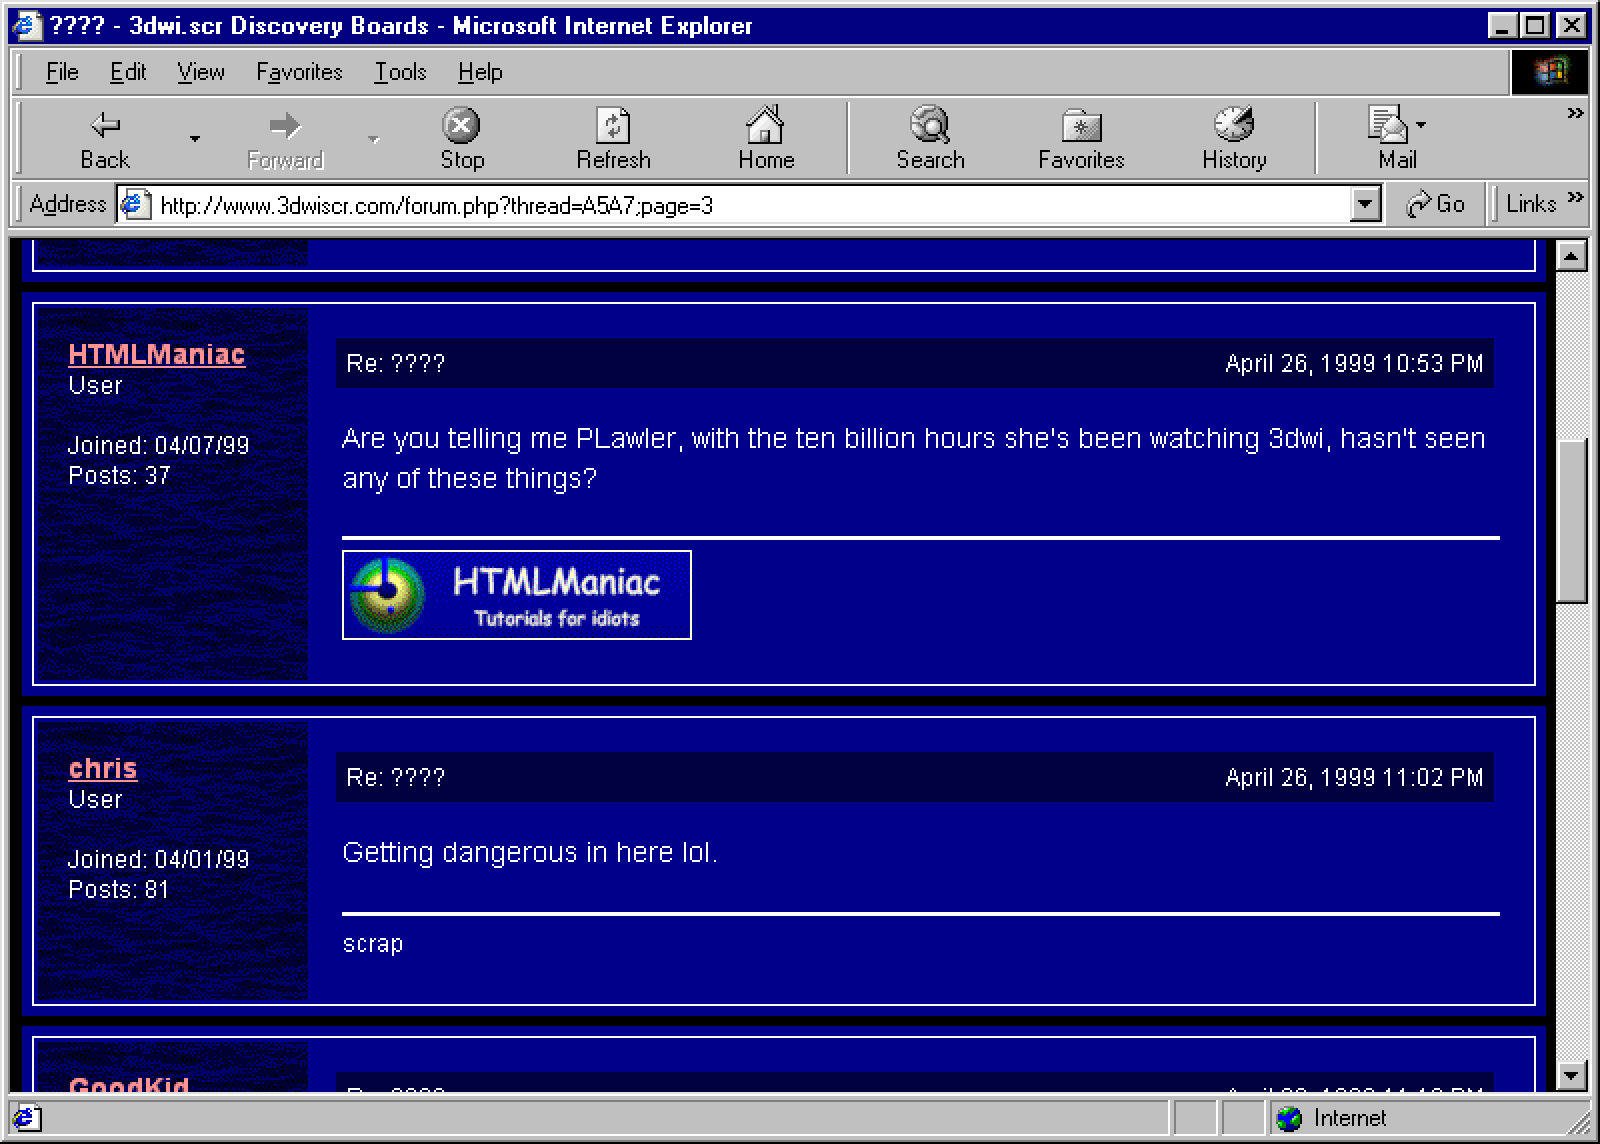 ???? - 3dwi.scr Discovery Boards - Microsoft Internet Explorer
File Edit View Favorites Tools Help
Back Forward Stop Refresh Home Search Favorites History Mail »
Address http://www.3dwiscr.com/forum.php?thread=A5A7;page=3 Go Links »
HTMLManiac
User
Joined: 04/07/99
Posts: 37
Re: ???? April 26, 1999 10:53 PM
Are you telling me PLawler, with the ten billion hours she's been watching 3dwi, hasn't seen
any of these things?
HTMLManiac
Tutorials for idiots
chris
User
Joined: 04/01/99
Posts: 81
Re: ???? April 26, 1999 11:02 PM
Getting dangerous in here lol.
scrap
GoodKid
Re: ????
Internet